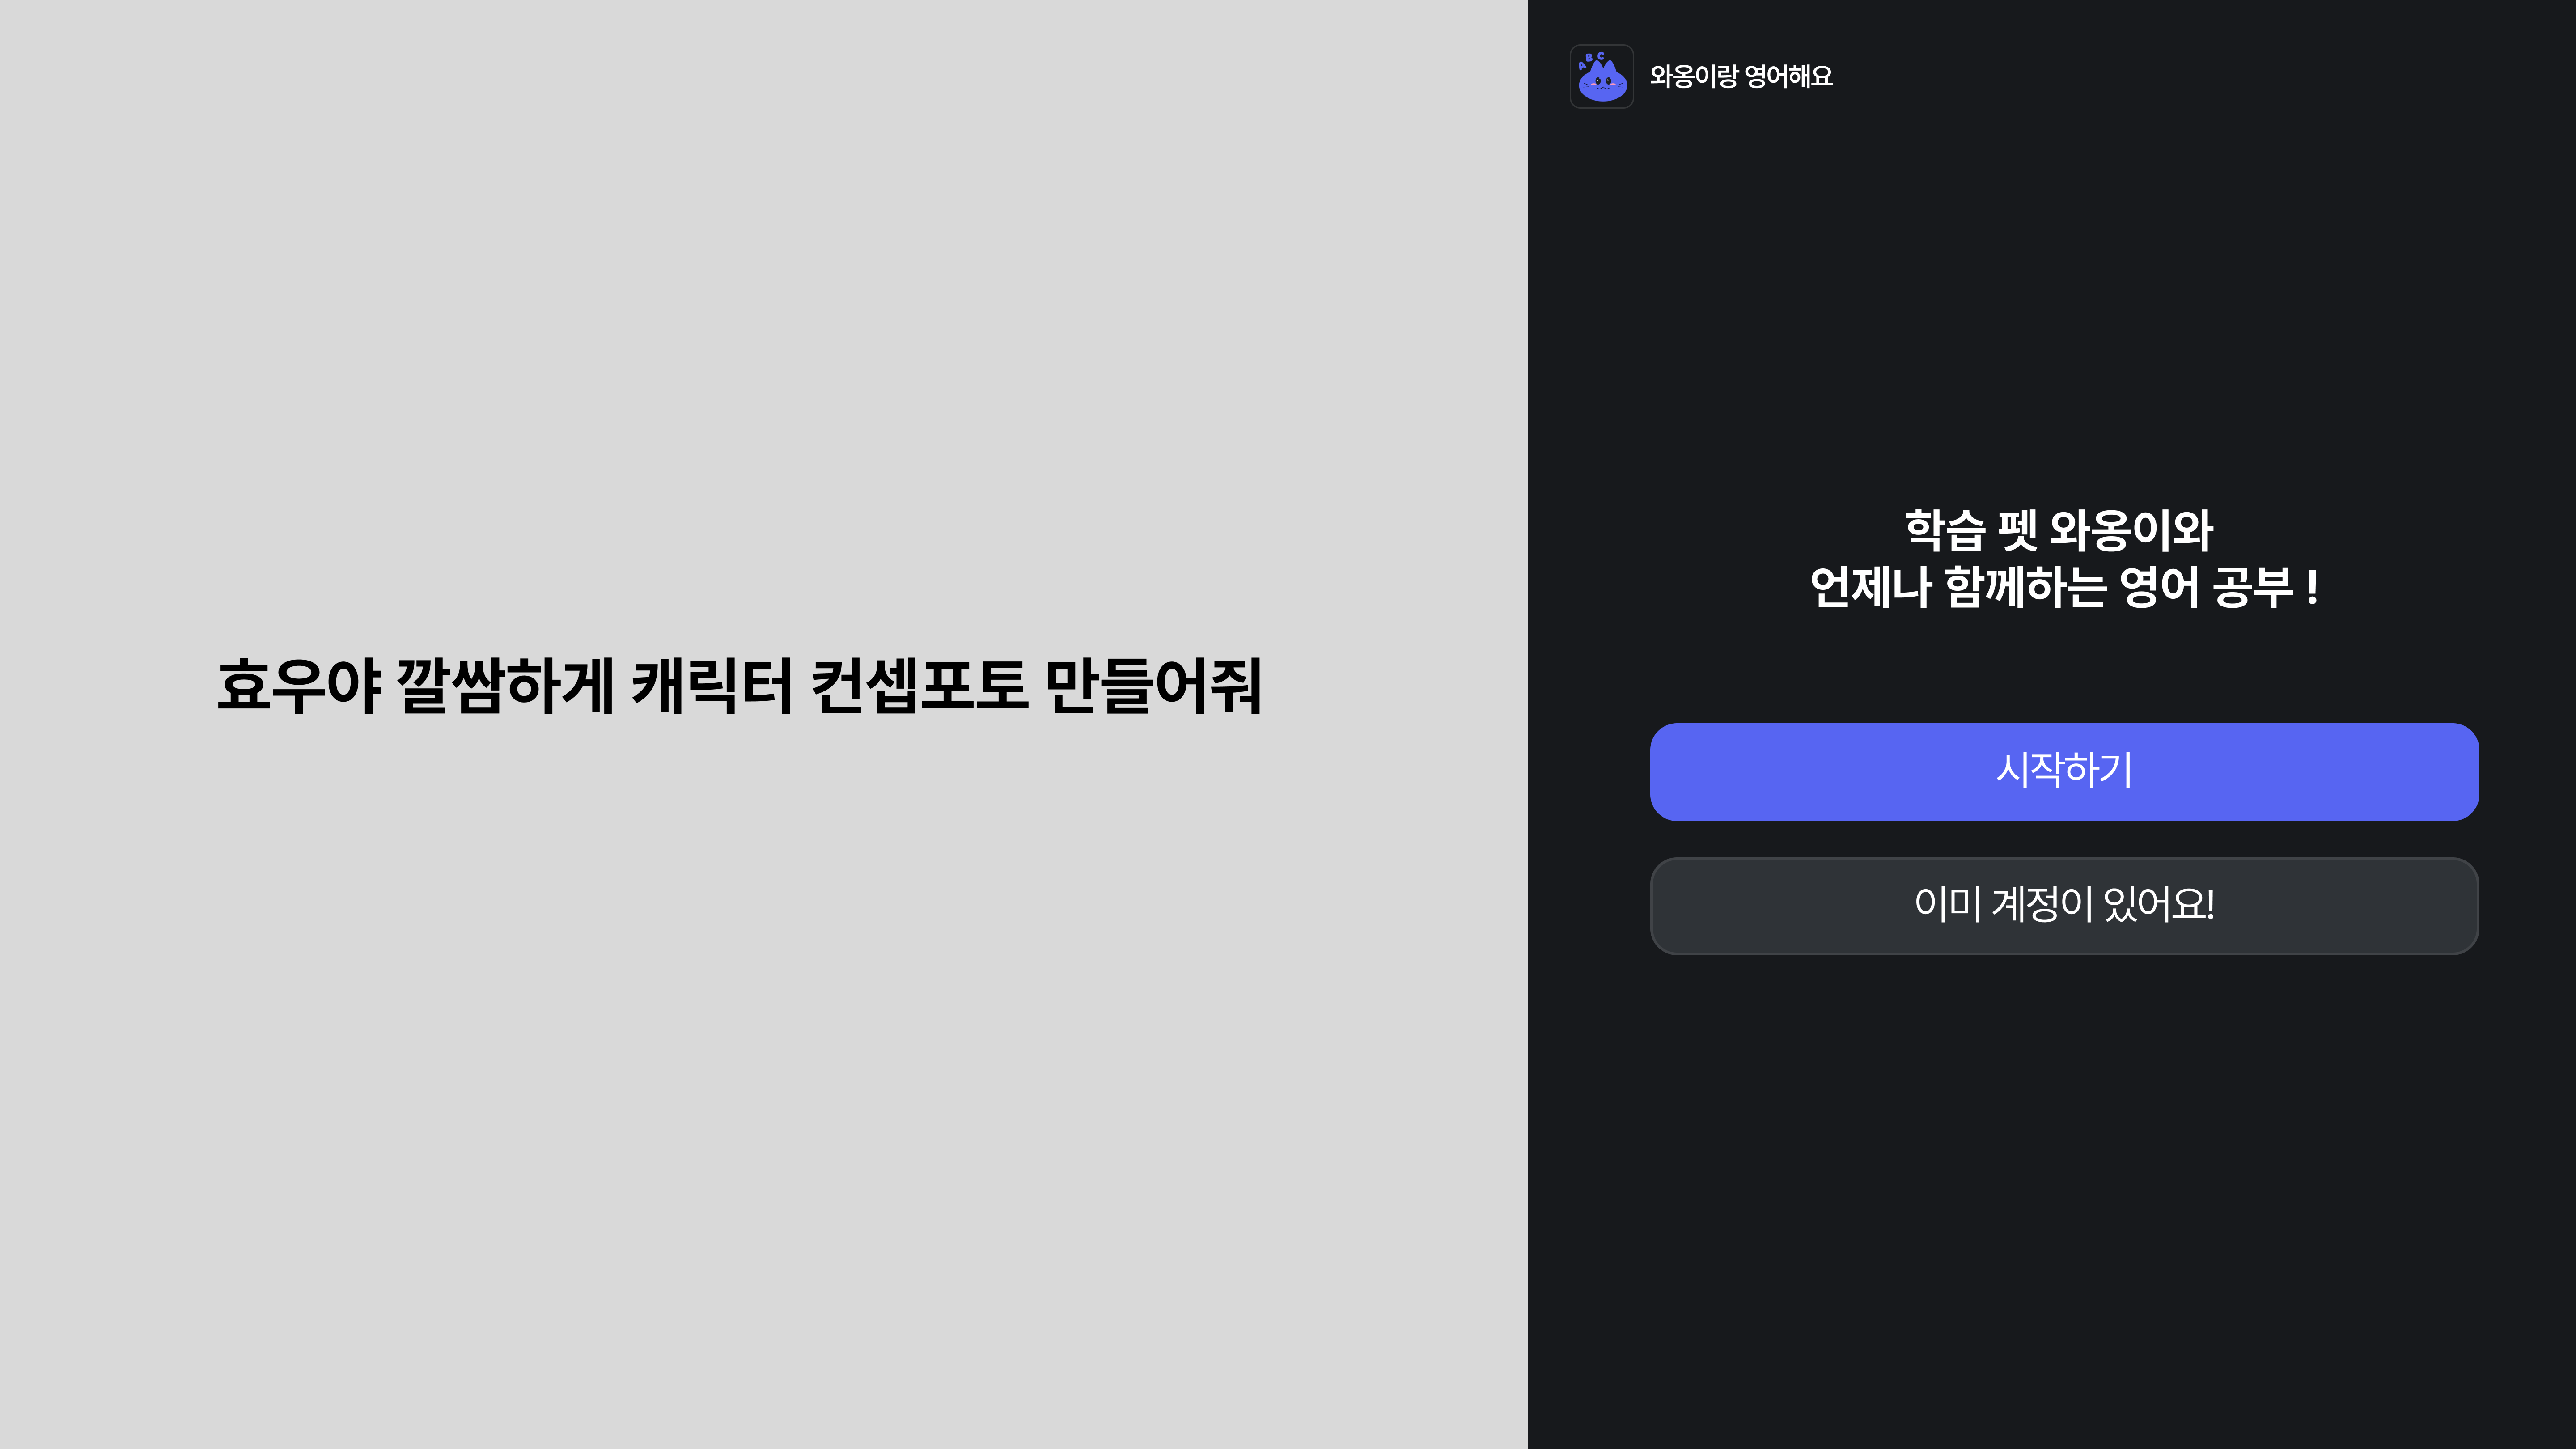 효우야 깔쌈하게 캐릭터 컨셉포토 만들어줘
A B C
와옹이랑 영어해요
학습 펫 와옹이와
언제나 함께하는 영어 공부 !
시작하기
이미 계정이 있어요!